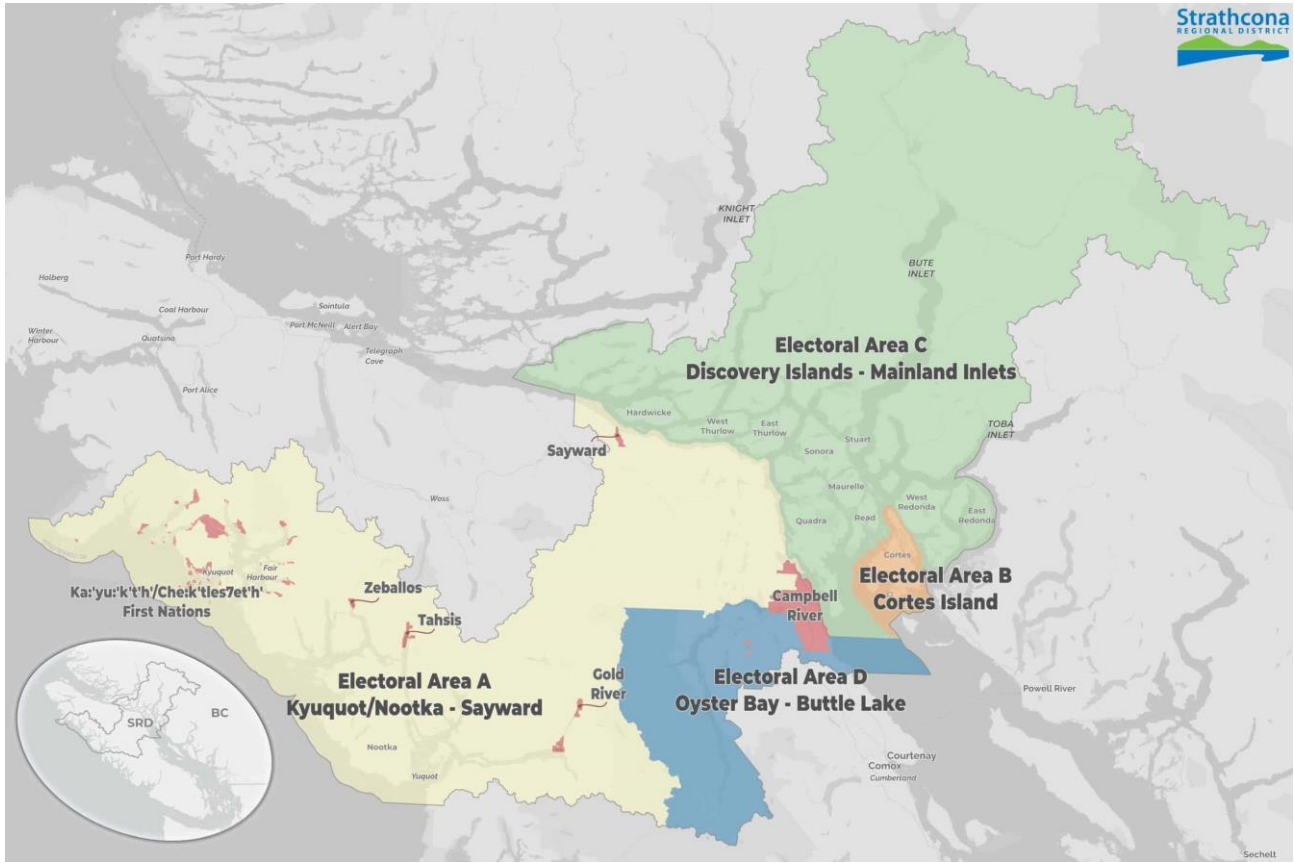 Strathcona
REGIONAL DISTRICT
KNIGHT
INLET
BUTE
INLET
Port Hardy
Holberg
Coal Harbour
Sointula
Port McNeill
Alert Bay
Winter
Harbour
Quatsino
Telegraph
Cove
Port Alice
Electoral Area C
Discovery Islands - Mainland Inlets
Hardwicke
West
Thurlow
East
Thurlow
TOBA
INLET
Stuart
Sonora
Sayward
Woss
Maurelle
West
Redonda
East
Redonda
Quadra
Read
Cortes
Kyuquot
Fair
Harbour
Electoral Area B
Cortes Island
Ka:'yu:'k't'h'/Che:k'tles7et'h'
First Nations
Zeballos
Campbell
River
Tahsis
Gold
River
Electoral Area A
Kyuquot/Nootka - Sayward
Electoral Area D
Oyster Bay - Buttle Lake
Powell River
BC
SRD
Nootka
Yuquot
Courtenay
Comox
Cumberland
Sechelt